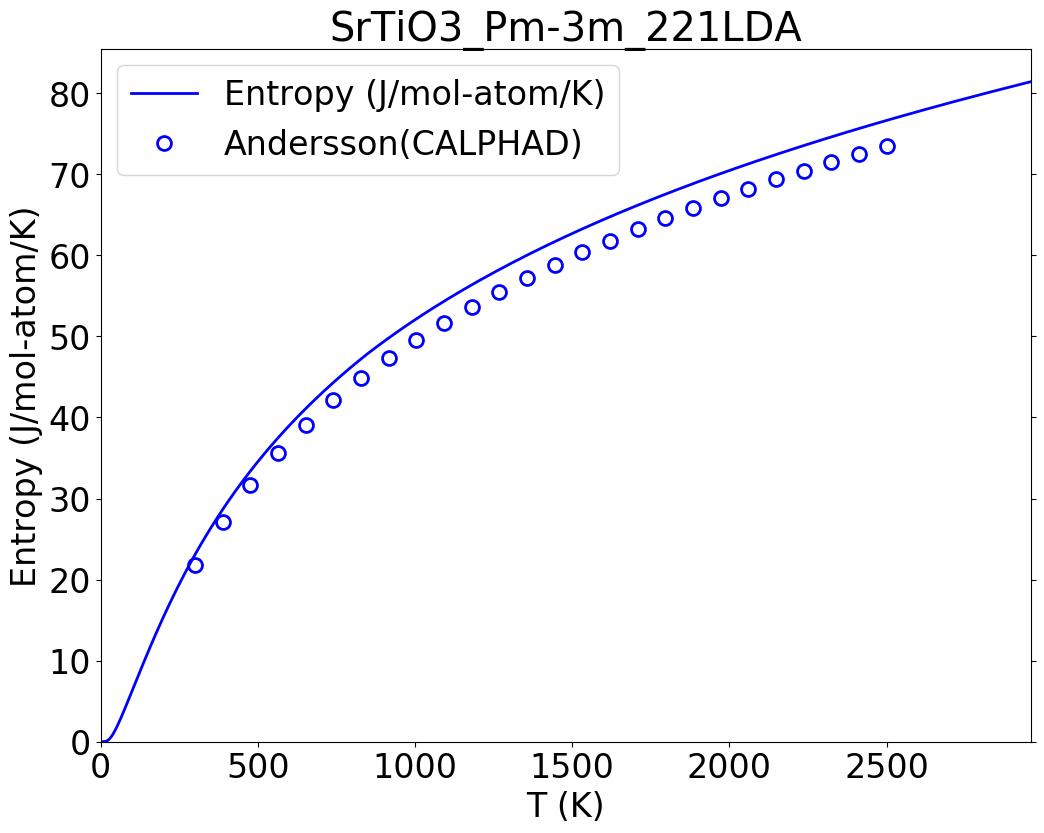 SrTiO3_Pm-3m_221LDA
Entropy (J/mol-atom/K)
Andersson(CALPHAD)
Entropy (J/mol-atom/K)
80
70
60
50
40
30
20
10
0
0 500 1000 1500 2000 2500
T (K)